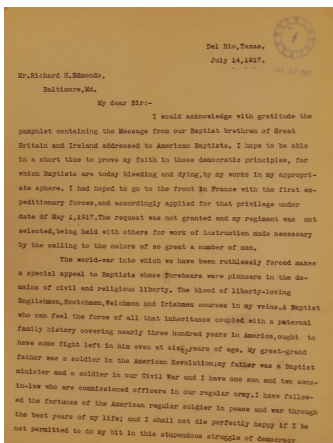 Del Rio,Texas.
July 14,1917.
Mr.Richard H.Edmonds,
Baltimore,Md.
My dear Sir:-
I would acknowledge with gratitude the
pamphlet containing the Message from our Baptist brethren of Great
Britain and Ireland addressed to American Baptists. I hope to be able
in a short time to prove my faith in those democratic principles, for
which Baptists are today bleeding and dying,by my works in my appropri-
ate sphere. I had hoped to go to the front in France with the first ex-
peditionary forces,and accordingly applied for that privilege under
date of May 1,1917.The request was not granted and my regiment was not
selected,being held with others for work of instruction made necessary
by the calling to the colors of so great a number of men.
The world-war into which we have been ruthlessly forced makes
a special appeal to Baptists whose forebears were pioneers in the do-
mains of civil and religious liberty. The blood of liberty-loving
Englishmen,Scotchmen,Welchmen and Irishmen courses in my veins.A Baptist
who can feel the force of all that inheritance coupled with a paternal
family history covering nearly three hundred years in America,ought to
have some fight left in him even at sixty years of age. My great-grand
father was a soldier in the American Revolution;my father was a Baptist
minister and a soldier in our Civil War and I have one son and two sons-
in-law who are commissioned officers in our regular army.I have follow-
ed the fortunes of the American regular soldier in peace and war through
the best years of my life; and I shall not die perfectly happy if I be
not permitted to do my bit in this stupendous struggle of democracy